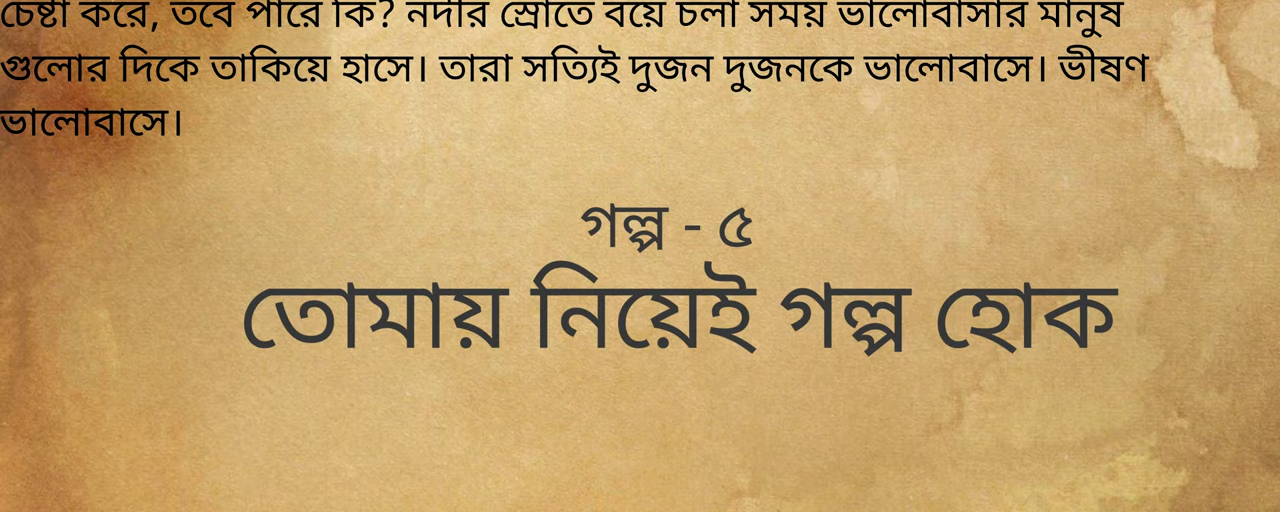 চেষ্টা করে, তবে পারে কি? নদীর স্রোতে বয়ে চলা সময় ভালোবাসার মানুষ
গুলোর দিকে তাকিয়ে হাসে। তারা সত্যিই দুজন দুজনকে ভালোবাসে। ভীষণ
ভালোবাসে।
গল্প - ৫
তোমায় নিয়েই গল্প হোক